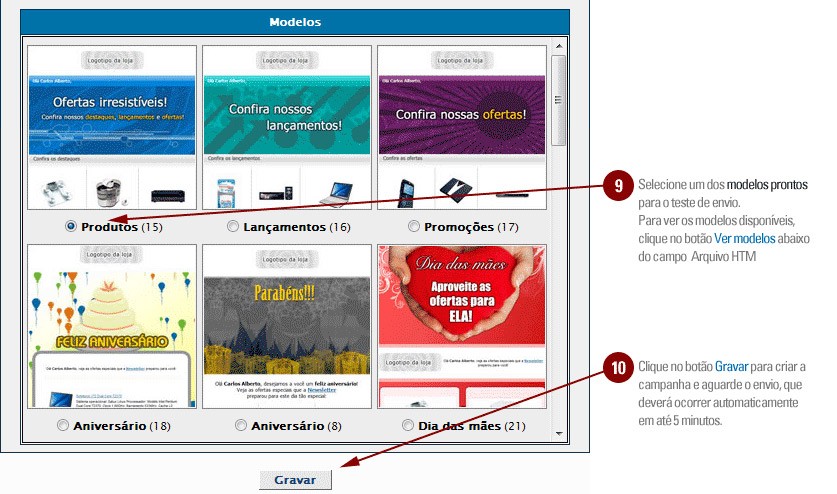 Modelos
Logotipo da loja
Olá Carlos Alberto,
Ofertas irresistíveis!
Confira nossos destaques, lançamentos e ofertas!
Confira os destaques
Produtos (15)
Logotipo da loja
Olá Carlos Alberto,
Confira nossos
lançamentos!
Confira os lançamentos
Lançamentos (16)
Logotipo da loja
Olá Carlos Alberto,
Confira nossas ofertas!
Confira as ofertas
Promoções (17)
Logotipo da loja
FELIZ ANIVERSÁRIO
Olá Carlos Alberto, veja as ofertas especiais que a Newsletter
preparou para você!
Aniversário (18)
Logotipo da loja
Parabéns!!!
Olá Carlos Alberto, desejamos a você um feliz aniversário!
Veja as ofertas especiais que a Newsletter
preparou para este dia tão especial:
Aniversário (8)
Dia das mães
Aproveite as
ofertas para
ELA!
Logotipo da loja
Olá Carlos Alberto, veja as ofertas especiais que a Newsletter
preparou para você!
Dia das mães (21)
Gravar
9
Selecione um dos modelos prontos
para o teste de envio.
Para ver os modelos disponíveis,
clique no botão Ver modelos abaixo
do campo Arquivo HTM
10
Clique no botão Gravar para criar a
campanha e aguarde o envio, que
deverá ocorrer automaticamente
em até 5 minutos.